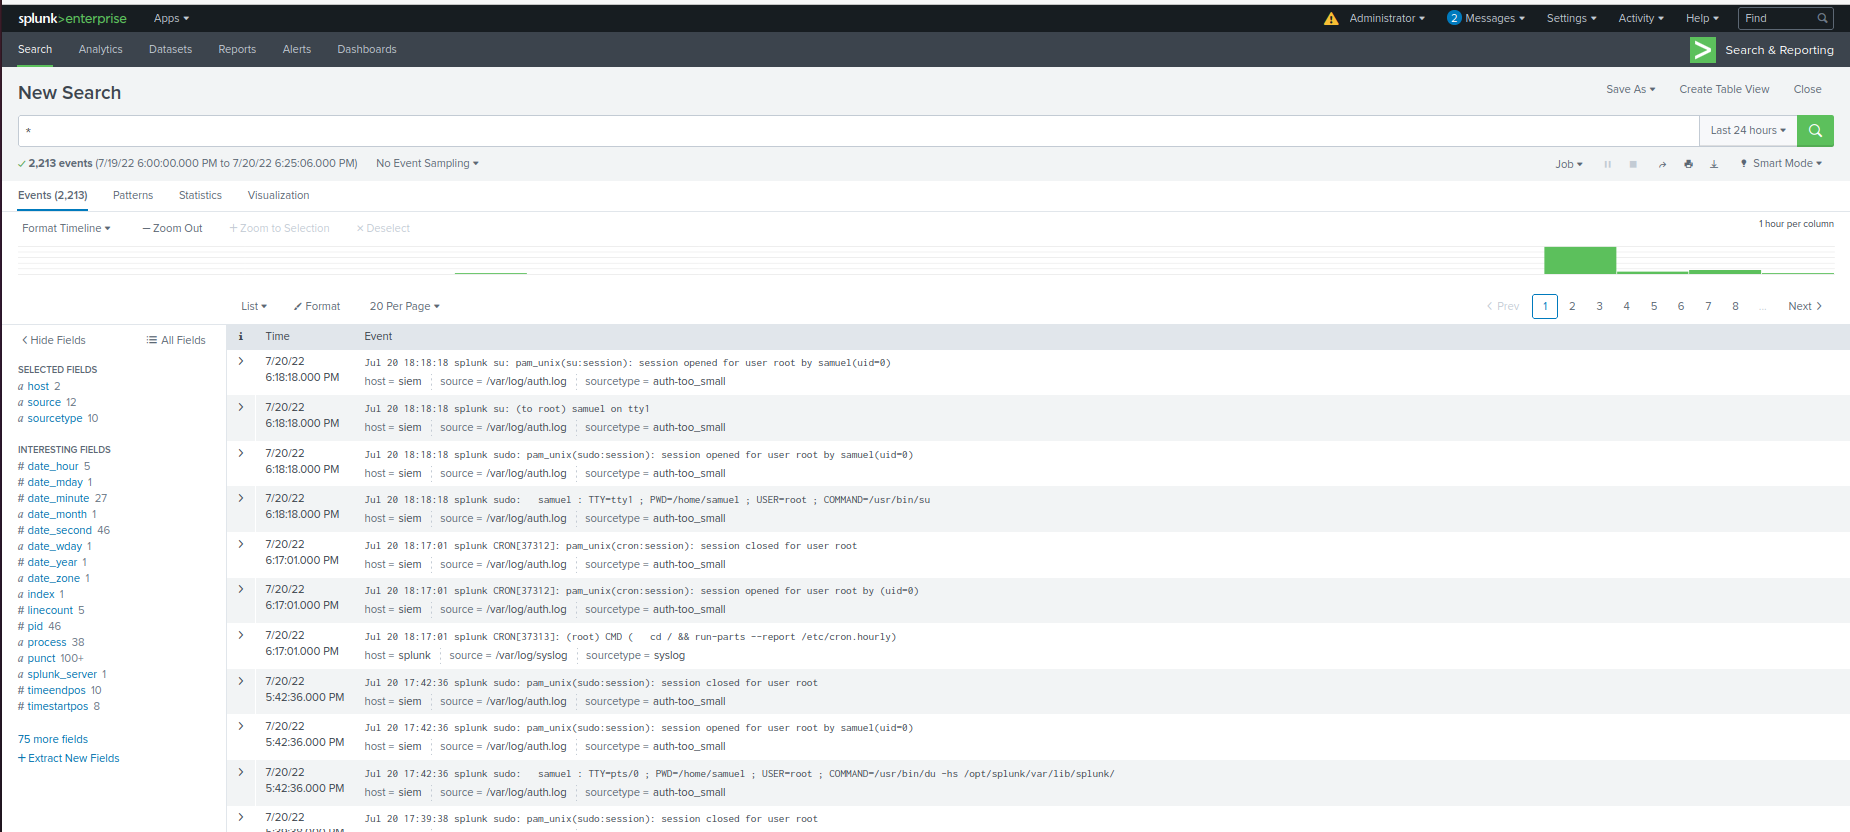 splunk>enterprise Apps Administrator 2 Messages Settings Activity Help Find
Search Analytics Datasets Reports Alerts Dashboards Search & Reporting
New Search Save As Create Table View Close
* Last 24 hours
2,213 events (7/19/22 6:00:00.000 PM to 7/20/22 6:25:06.000 PM) No Event Sampling Job Smart Mode
Events (2,213) Patterns Statistics Visualization
Format Timeline — Zoom Out + Zoom to Selection × Deselect 1 hour per column
List Format 20 Per Page < Prev 1 2 3 4 5 6 7 8 ... Next >
< Hide Fields All Fields
SELECTED FIELDS
a host 2
a source 12
a sourcetype 10
INTERESTING FIELDS
# date_hour 5
# date_mday 1
# date_minute 27
# date_month 1
# date_second 46
a date_wday 1
# date_year 1
a date_zone 1
a index 1
# linecount 5
# pid 46
a process 38
a punct 100+
a splunk_server 1
# timeendpos 10
# timestartpos 8
75 more fields
+ Extract New Fields
i Time Event
> 7/20/22 Jul 20 18:18:18 splunk su: pam_unix(su:session): session opened for user root by samuel(uid=0)
6:18:18.000 PM host = siem source = /var/log/auth.log sourcetype = auth-too_small
> 7/20/22 Jul 20 18:18:18 splunk su: (to root) samuel on tty1
6:18:18.000 PM host = siem source = /var/log/auth.log sourcetype = auth-too_small
> 7/20/22 Jul 20 18:18:18 splunk sudo: pam_unix(sudo:session): session opened for user root by samuel(uid=0)
6:18:18.000 PM host = siem source = /var/log/auth.log sourcetype = auth-too_small
> 7/20/22 Jul 20 18:18:18 splunk sudo: samuel : TTY=tty1 ; PWD=/home/samuel ; USER=root ; COMMAND=/usr/bin/su
6:18:18.000 PM host = siem source = /var/log/auth.log sourcetype = auth-too_small
> 7/20/22 Jul 20 18:17:01 splunk CRON[37312]: pam_unix(cron:session): session closed for user root
6:17:01.000 PM host = siem source = /var/log/auth.log sourcetype = auth-too_small
> 7/20/22 Jul 20 18:17:01 splunk CRON[37312]: pam_unix(cron:session): session opened for user root by (uid=0)
6:17:01.000 PM host = siem source = /var/log/auth.log sourcetype = auth-too_small
> 7/20/22 Jul 20 18:17:01 splunk CRON[37313]: (root) CMD ( cd / && run-parts --report /etc/cron.hourly)
6:17:01.000 PM host = splunk source = /var/log/syslog sourcetype = syslog
> 7/20/22 Jul 20 17:42:36 splunk sudo: pam_unix(sudo:session): session closed for user root
5:42:36.000 PM host = siem source = /var/log/auth.log sourcetype = auth-too_small
> 7/20/22 Jul 20 17:42:36 splunk sudo: pam_unix(sudo:session): session opened for user root by samuel(uid=0)
5:42:36.000 PM host = siem source = /var/log/auth.log sourcetype = auth-too_small
> 7/20/22 Jul 20 17:42:36 splunk sudo: samuel : TTY=pts/0 ; PWD=/home/samuel ; USER=root ; COMMAND=/usr/bin/du -hs /opt/splunk/var/lib/splunk/
5:42:36.000 PM host = siem source = /var/log/auth.log sourcetype = auth-too_small
> 7/20/22 Jul 20 17:39:38 splunk sudo: pam_unix(sudo:session): session closed for user root